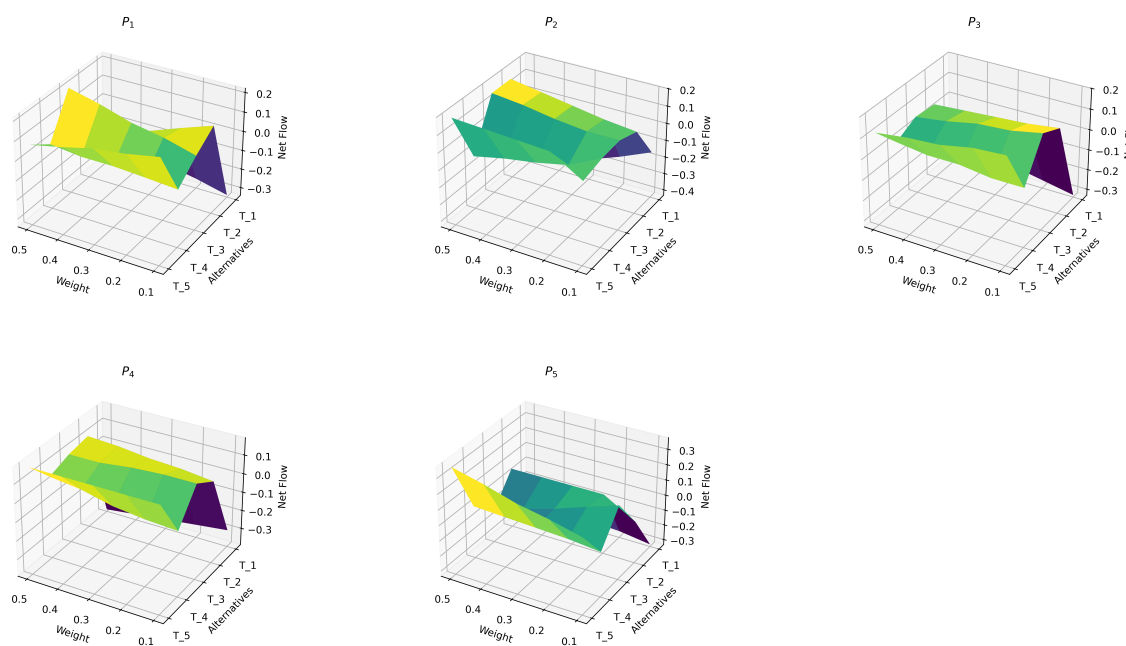 P₁
0.2
0.1
0.0
−0.1
−0.2
−0.3
Net Flow
0.5
0.4
0.3
0.2
0.1
Weight
T_1
T_2
T_3
T_4
T_5
Alternatives
P₂
0.2
0.1
0.0
−0.1
−0.2
−0.3
−0.4
Net Flow
0.5
0.4
0.3
0.2
0.1
Weight
T_1
T_2
T_3
T_4
T_5
Alternatives
P₃
0.2
0.1
0.0
−0.1
−0.2
−0.3
0.5
0.4
0.3
0.2
0.1
Weight
T_1
T_2
T_3
T_4
T_5
Alternatives
P₄
0.1
0.0
−0.1
−0.2
−0.3
Net Flow
0.5
0.4
0.3
0.2
0.1
Weight
T_1
T_2
T_3
T_4
T_5
Alternatives
P₅
0.3
0.2
0.1
0.0
−0.1
−0.2
−0.3
Net Flow
0.5
0.4
0.3
0.2
0.1
Weight
T_1
T_2
T_3
T_4
T_5
Alternatives